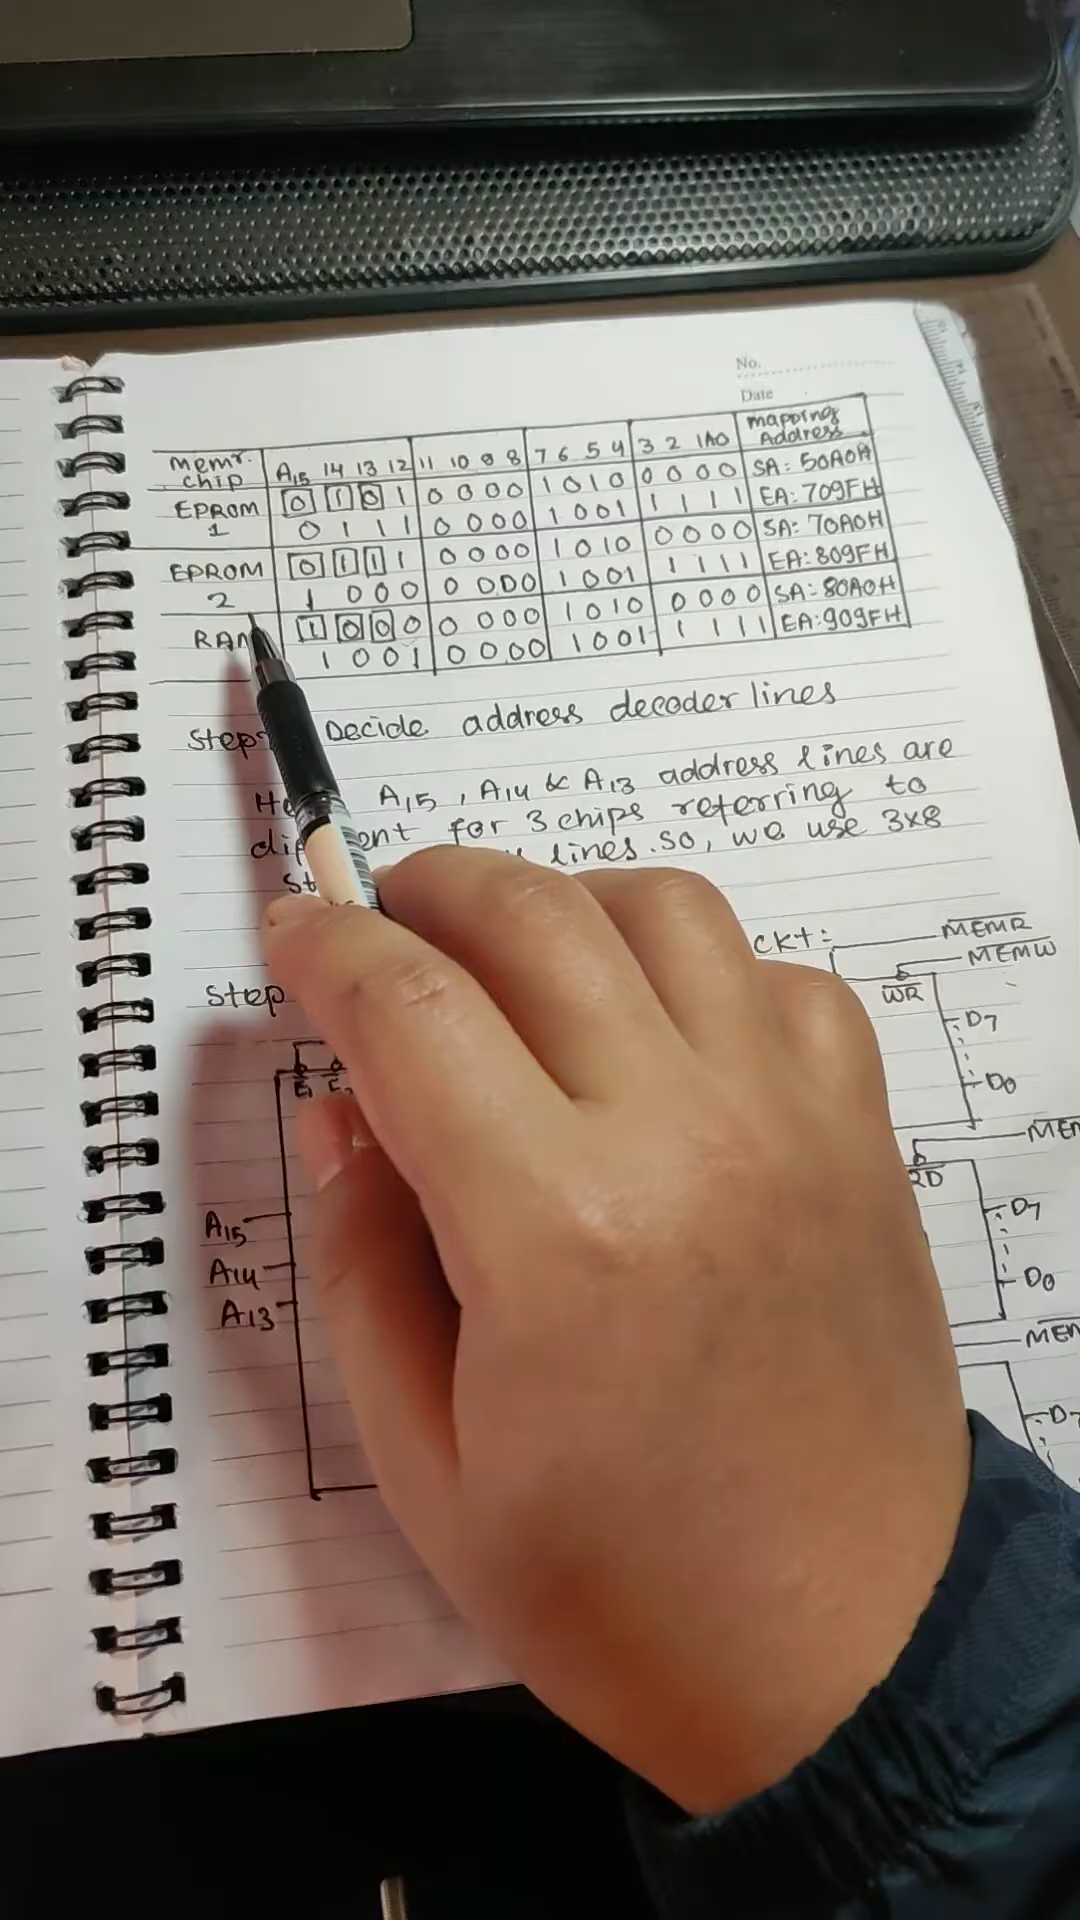 No.
Date
Memr. chip A15 14 13 12 11 10 9 8 7 6 5 4 3 2 1 A0 mapping Address
EPROM 1 0 1 0 1 0 0 0 0 1 0 1 0 0 0 0 0 SA: 50A0H
0 1 1 1 0 0 0 0 1 0 0 1 1 1 1 1 EA: 709FH
EPROM 2 0 1 1 1 0 0 0 0 1 0 1 0 0 0 0 0 SA: 70A0H
1 0 0 0 0 0 0 0 1 0 0 1 1 1 1 1 EA: 809FH
RAM 1 0 0 0 0 0 0 0 1 0 1 0 0 0 0 0 SA: 80A0H
1 0 0 1 0 0 0 0 1 0 0 1 1 1 1 1 EA: 909FH
Step Decide address decoder lines
A15, A14 & A13 address lines are
for 3 chips referring to
lines. so, we use 3x8
ckt:
MEMR
MEMW
Step
WR
D7
D0
E1
RD
D7
D0
A15
A14
A13